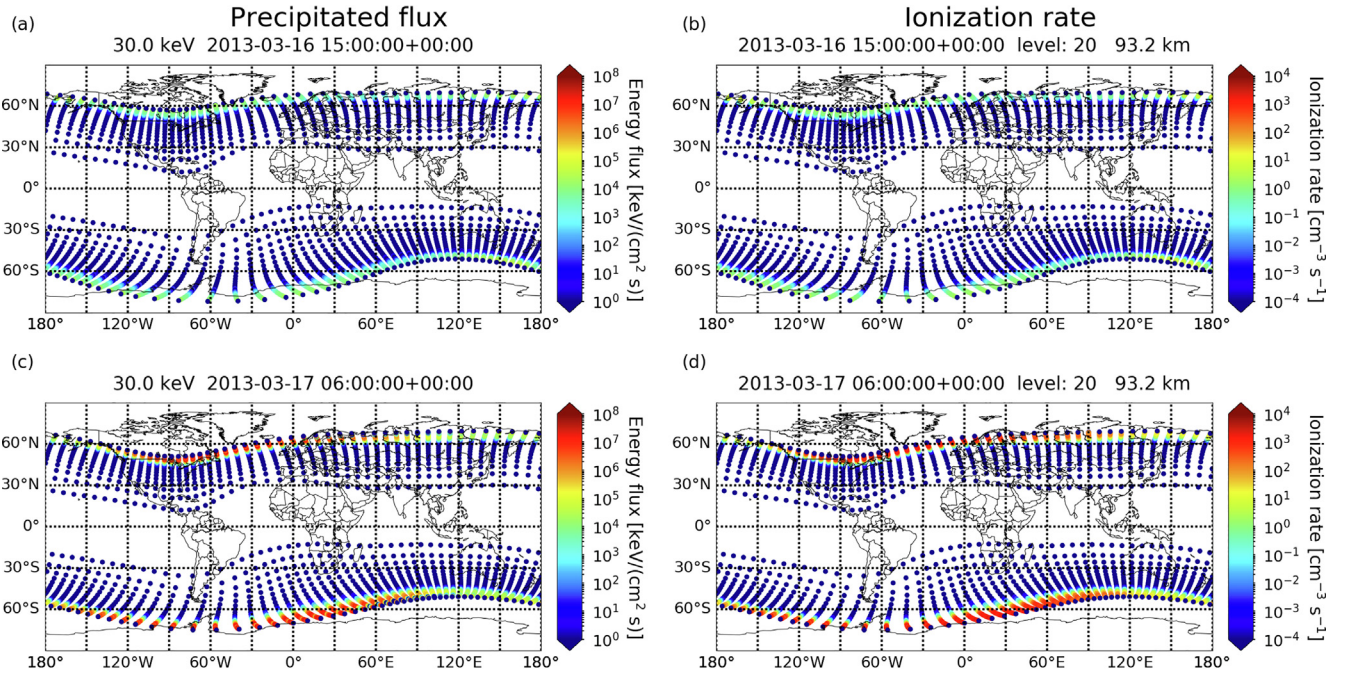 (a) Precipitated flux (b) Ionization rate
30.0 keV 2013-03-16 15:00:00+00:00 2013-03-16 15:00:00+00:00 level: 20 93.2 km
60°N
30°N
0°
30°S
60°S
180° 120°W 60°W 0° 60°E 120°E 180°
10⁸
10⁷
10⁶
10⁵
10⁴
10³
10²
10¹
10⁰
Energy flux [keV/(cm² s)]
60°N
30°N
0°
30°S
60°S
180° 120°W 60°W 0° 60°E 120°E 180°
10⁴
10³
10²
10¹
10⁰
10⁻¹
10⁻²
10⁻³
10⁻⁴
Ionization rate [cm⁻³ s⁻¹]
(c) (d)
30.0 keV 2013-03-17 06:00:00+00:00 2013-03-17 06:00:00+00:00 level: 20 93.2 km
60°N
30°N
0°
30°S
60°S
180° 120°W 60°W 0° 60°E 120°E 180°
10⁸
10⁷
10⁶
10⁵
10⁴
10³
10²
10¹
10⁰
Energy flux [keV/(cm² s)]
60°N
30°N
0°
30°S
60°S
180° 120°W 60°W 0° 60°E 120°E 180°
10⁴
10³
10²
10¹
10⁰
10⁻¹
10⁻²
10⁻³
10⁻⁴
Ionization rate [cm⁻³ s⁻¹]